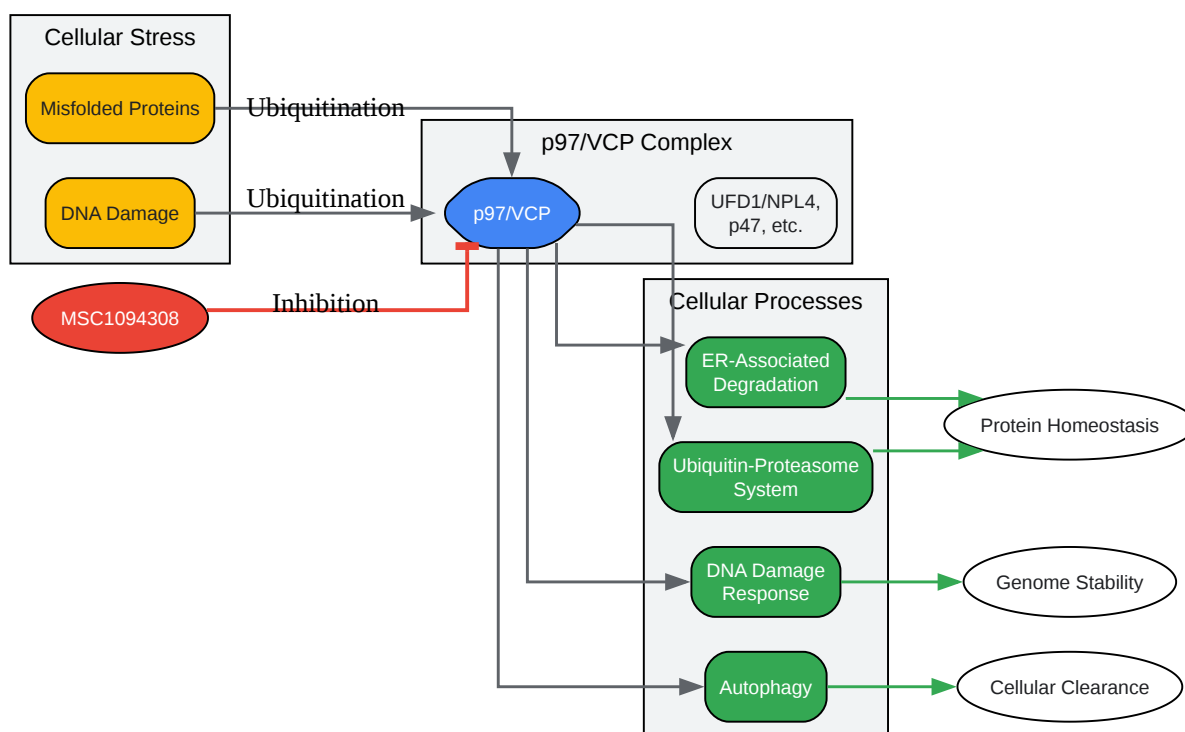 Cellular Stress
Misfolded Proteins
Ubiquitination
p97/VCP Complex
DNA Damage
Ubiquitination
p97/VCP
UFD1/NPL4,
p47, etc.
MSC1094308
Inhibition
Cellular Processes
ER-Associated
Degradation
Protein Homeostasis
Ubiquitin-Proteasome
System
DNA Damage
Response
Genome Stability
Autophagy
Cellular Clearance